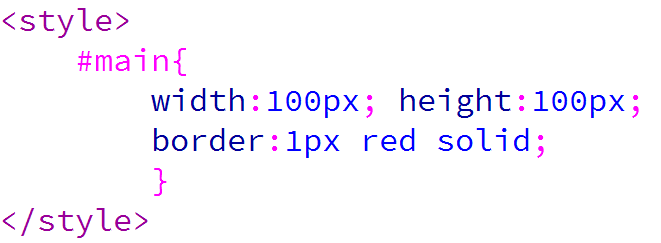 <style>
#main{
width:100px; height:100px;
border:1px red solid;
}
</style>